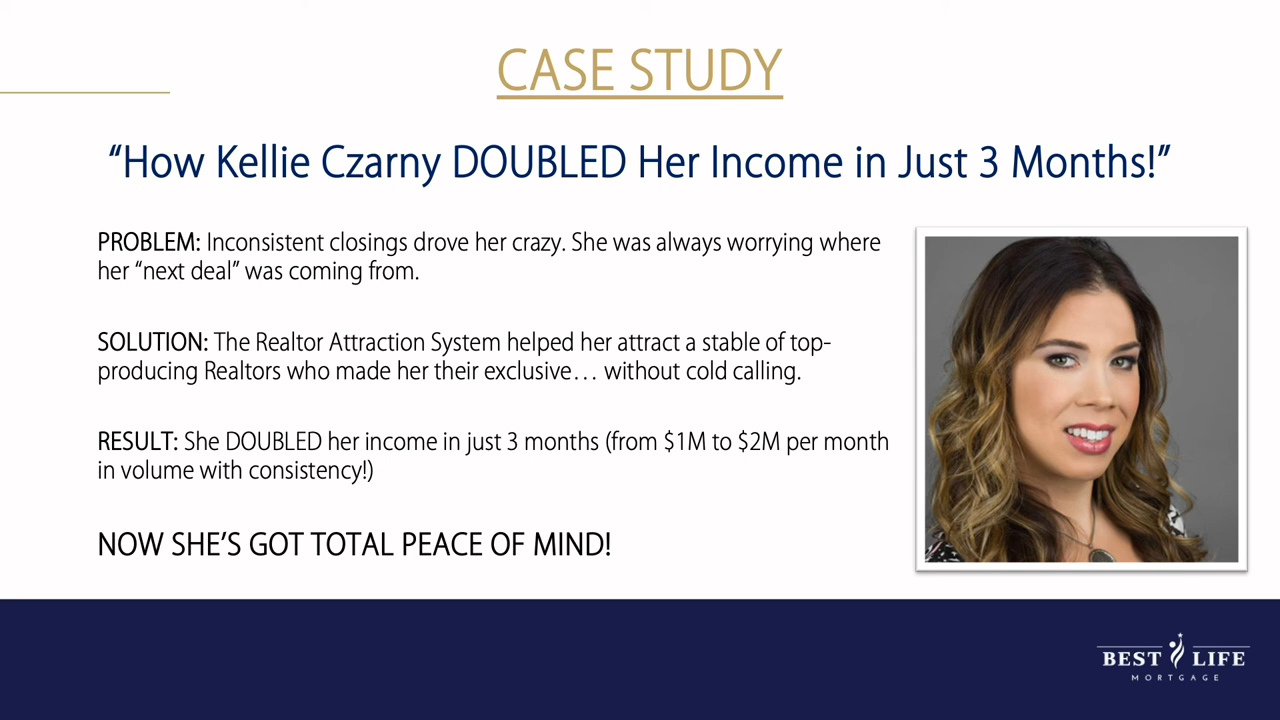 CASE STUDY
“How Kellie Czarny DOUBLED Her Income in Just 3 Months!”
PROBLEM: Inconsistent closings drove her crazy. She was always worrying where
her “next deal” was coming from.
SOLUTION: The Realtor Attraction System helped her attract a stable of top-
producing Realtors who made her their exclusive… without cold calling.
RESULT: She DOUBLED her income in just 3 months (from $1M to $2M per month
in volume with consistency!)
NOW SHE’S GOT TOTAL PEACE OF MIND!
BEST LIFE
MORTGAGE